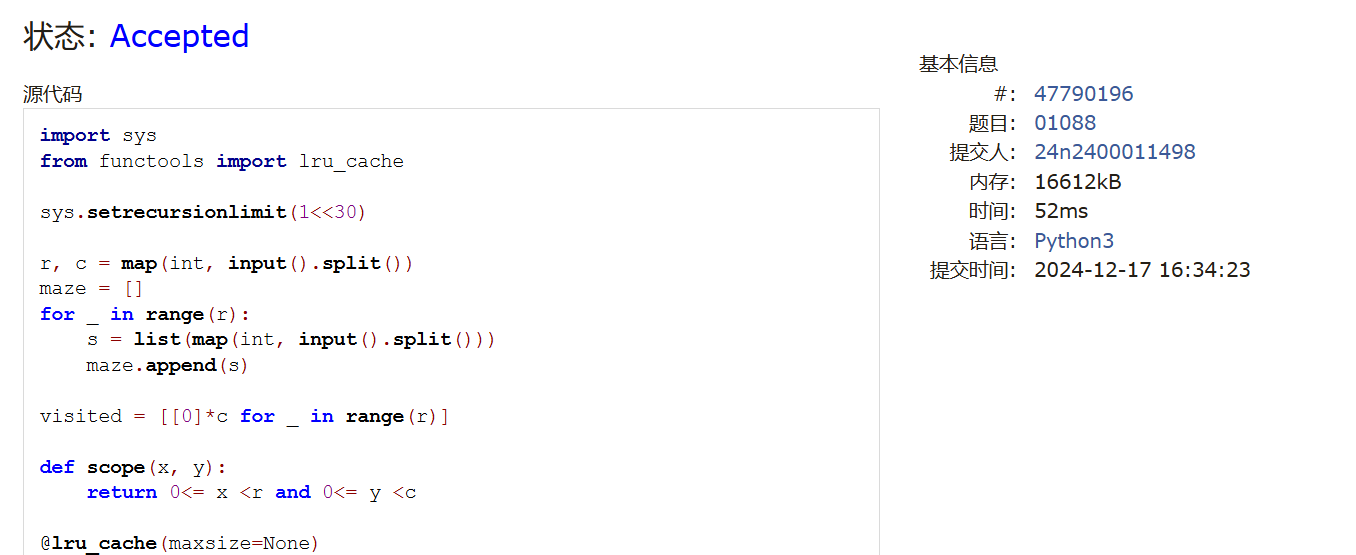 状态: Accepted
源代码
import sys
from functools import lru_cache
sys.setrecursionlimit(1<<30)
r, c = map(int, input().split())
maze = []
for _ in range(r):
    s = list(map(int, input().split()))
    maze.append(s)
visited = [[0]*c for _ in range(r)]
def scope(x, y):
    return 0<= x <r and 0<= y <c
@lru_cache(maxsize=None)
基本信息
#: 47790196
题目: 01088
提交人: 24n2400011498
内存: 16612kB
时间: 52ms
语言: Python3
提交时间: 2024-12-17 16:34:23